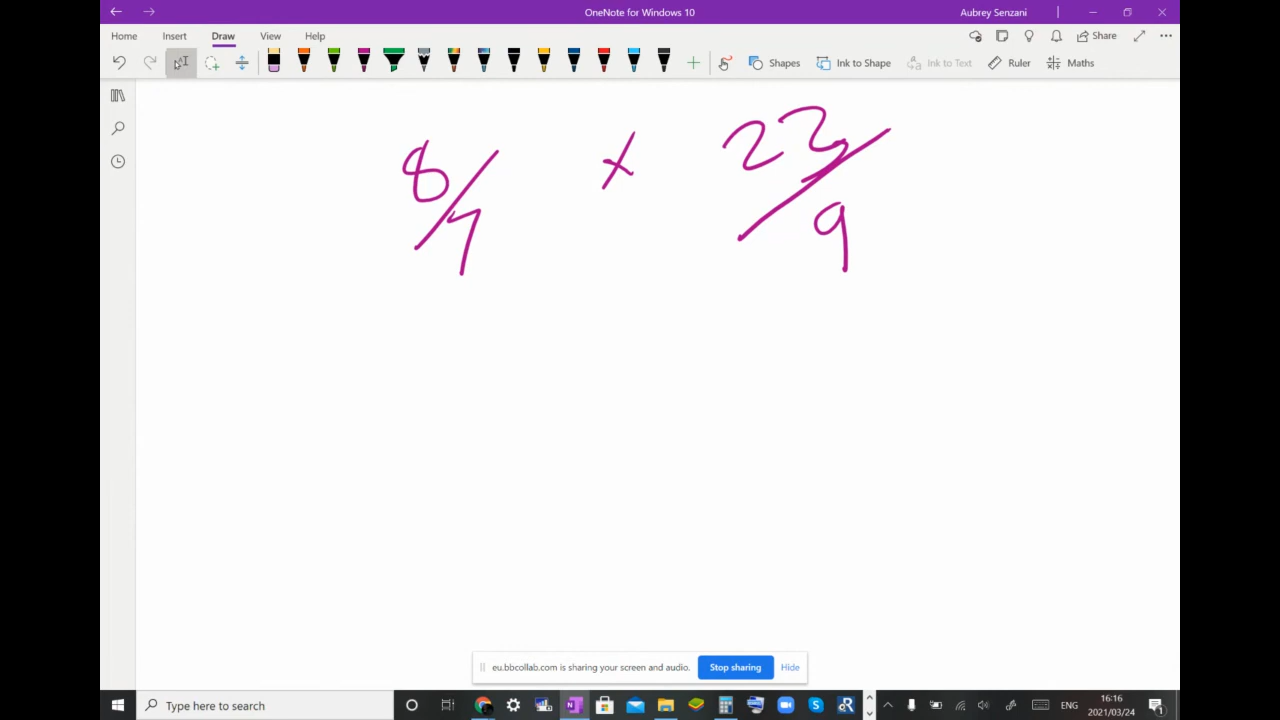 OneNote for Windows 10
Aubrey Senzani
Home Insert Draw View Help
Share
Shapes Ink to Shape Ink to Text Ruler Maths
8/7 x 22/9
eu.bbcollab.com is sharing your screen and audio. Stop sharing Hide
Type here to search
ENG
16:16
2021/03/24
1